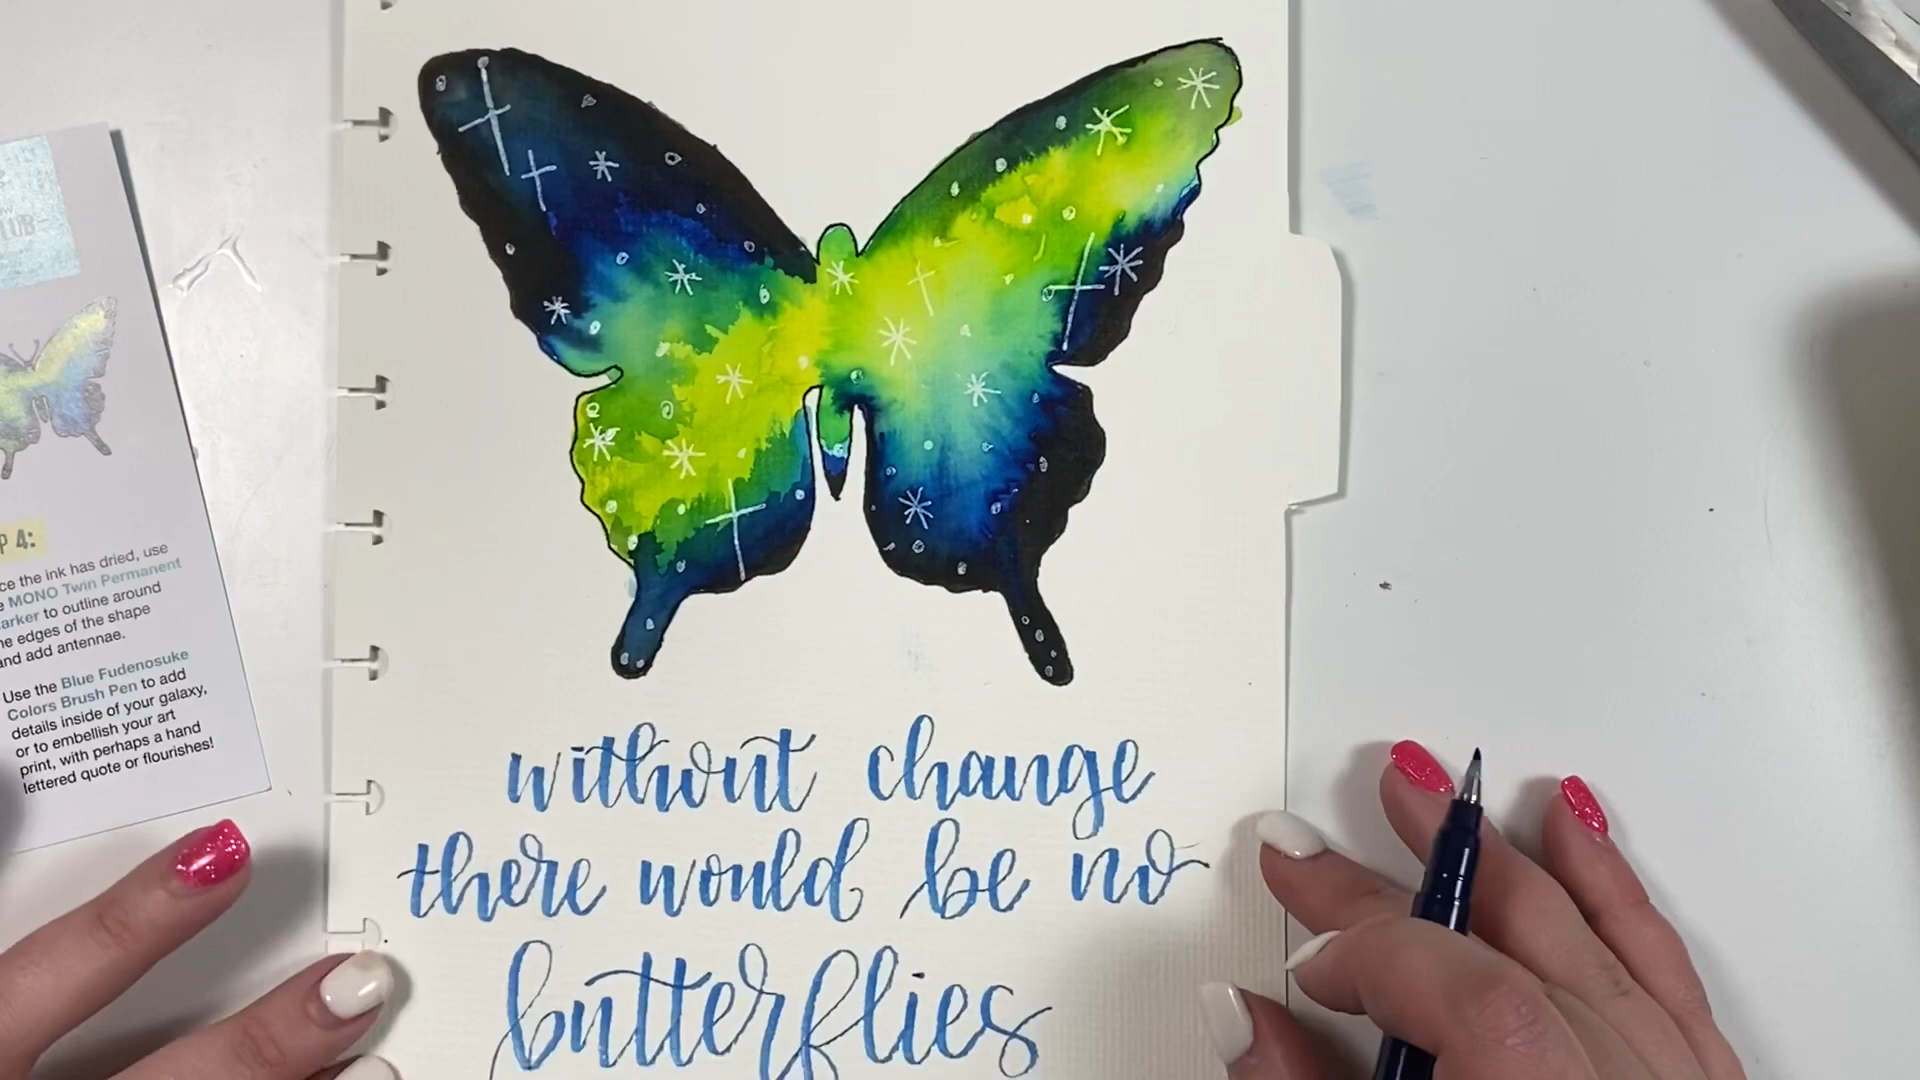 LUB
P 4:
ce the ink has dried, use
MONO Twin Permanent
arker to outline around
he edges of the shape
and add antennae.
Use the Blue Fudenosuke
Colors Brush Pen to add
details inside of your galaxy,
or to embellish your art
print, with perhaps a hand
lettered quote or flourishes!
without change
there would be no
butterflies